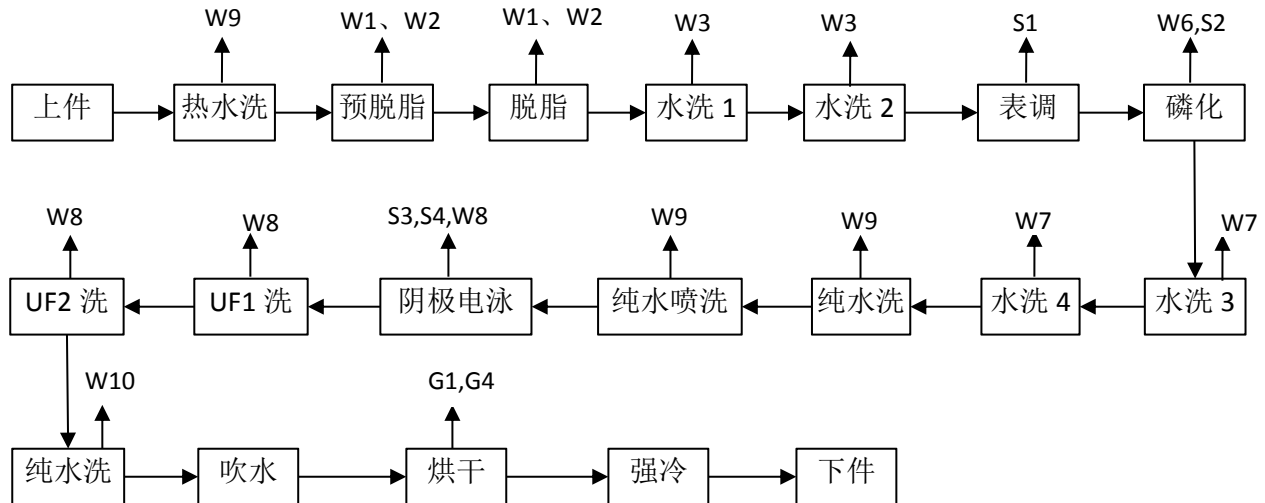 W9
W1、W2
W1、W2
W3
W3
S1
W6,S2
上件
热水洗
预脱脂
脱脂
水洗 1
水洗 2
表调
磷化
W8
W8
S3,S4,W8
W9
W9
W7
W7
UF2 洗
UF1 洗
阴极电泳
纯水喷洗
纯水洗
水洗 4
水洗 3
W10
G1,G4
纯水洗
吹水
烘干
强冷
下件